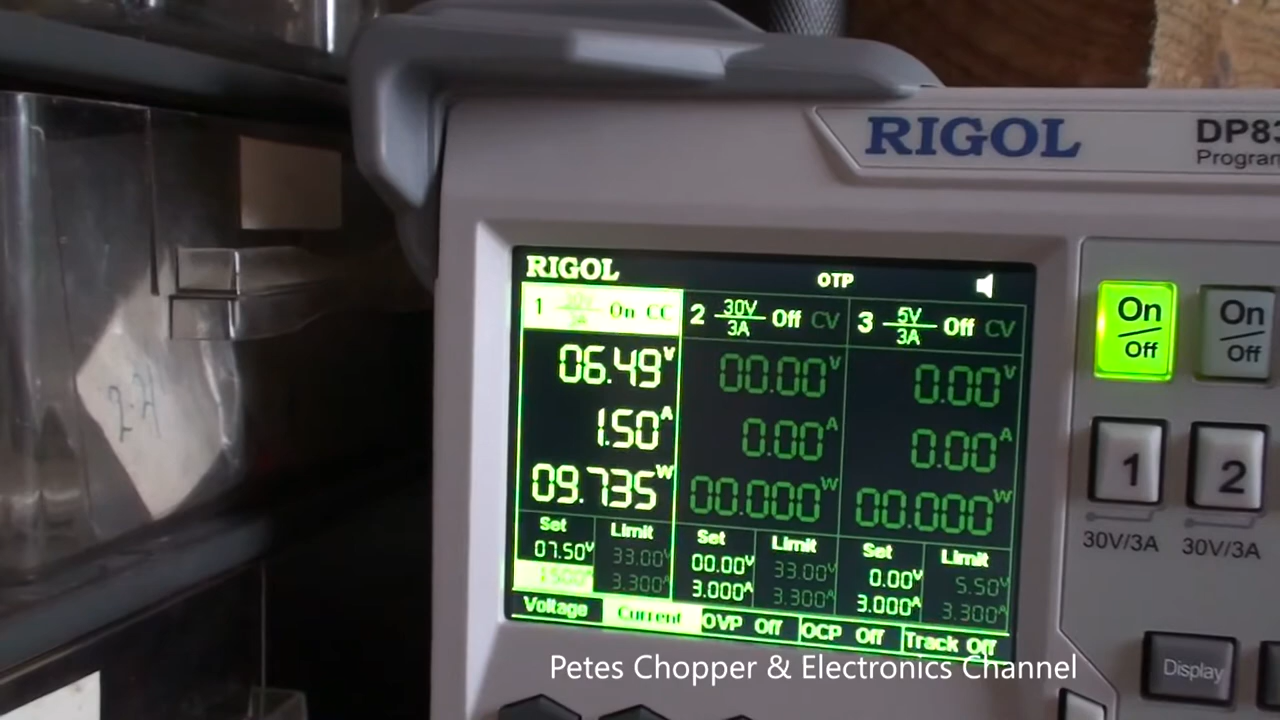 RIGOL DP83
Program
RIGOL OTP
1 On CC 2 30V/3A Off CV 3 5V/3A Off CV
06.49V 00.00V 0.00V
1.50A 0.00A 0.00A
09.735W 00.000W 00.000W
Set Limit Set Limit Set Limit
07.50V 33.00V 00.00V 33.00V 0.00V 5.50V
1.500A 3.300A 3.000A 3.300A 3.000A 3.300A
Voltage Current OVP Off OCP Off Track Off
On/Off On/Off
1 2
30V/3A 30V/3A
Display
Petes Chopper & Electronics Channel